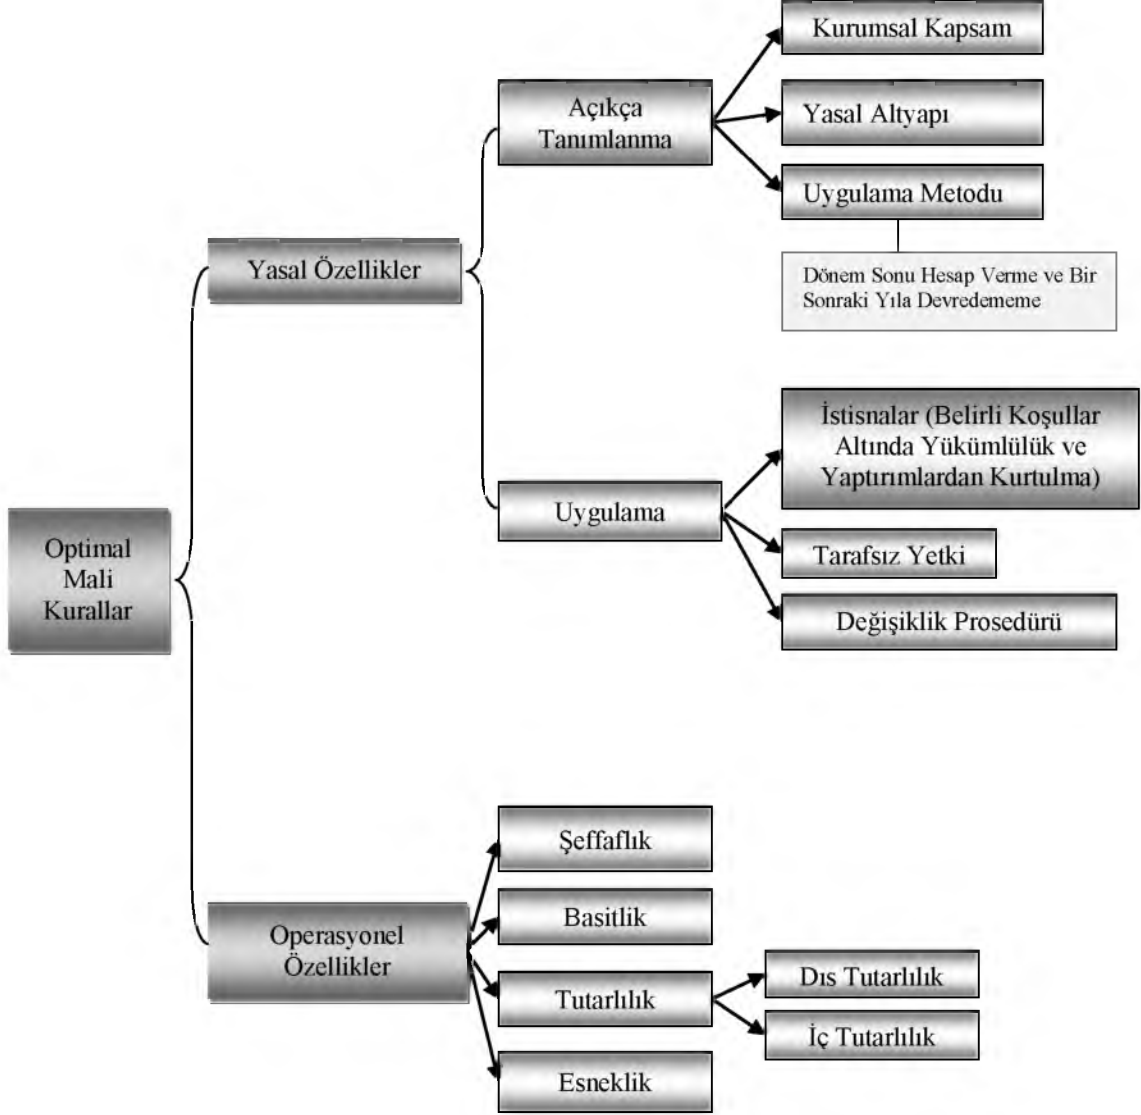 Kurumsal Kapsam
Açıkça
Tanımlanma
Yasal Altyapı
Uygulama Metodu
Yasal Özellikler
Dönem Sonu Hesap Verme ve Bir
Sonraki Yıla Devredememe
İstisnalar (Belirli Koşullar
Altında Yükümlülük ve
Yaptırımlardan Kurtulma)
Uygulama
Tarafsız Yetki
Değişiklik Prosedürü
Optimal
Mali
Kurallar
Şeffaflık
Basitlik
Operasyonel
Özellikler
Tutarlılık
Dıs Tutarlılık
İç Tutarlılık
Esneklik